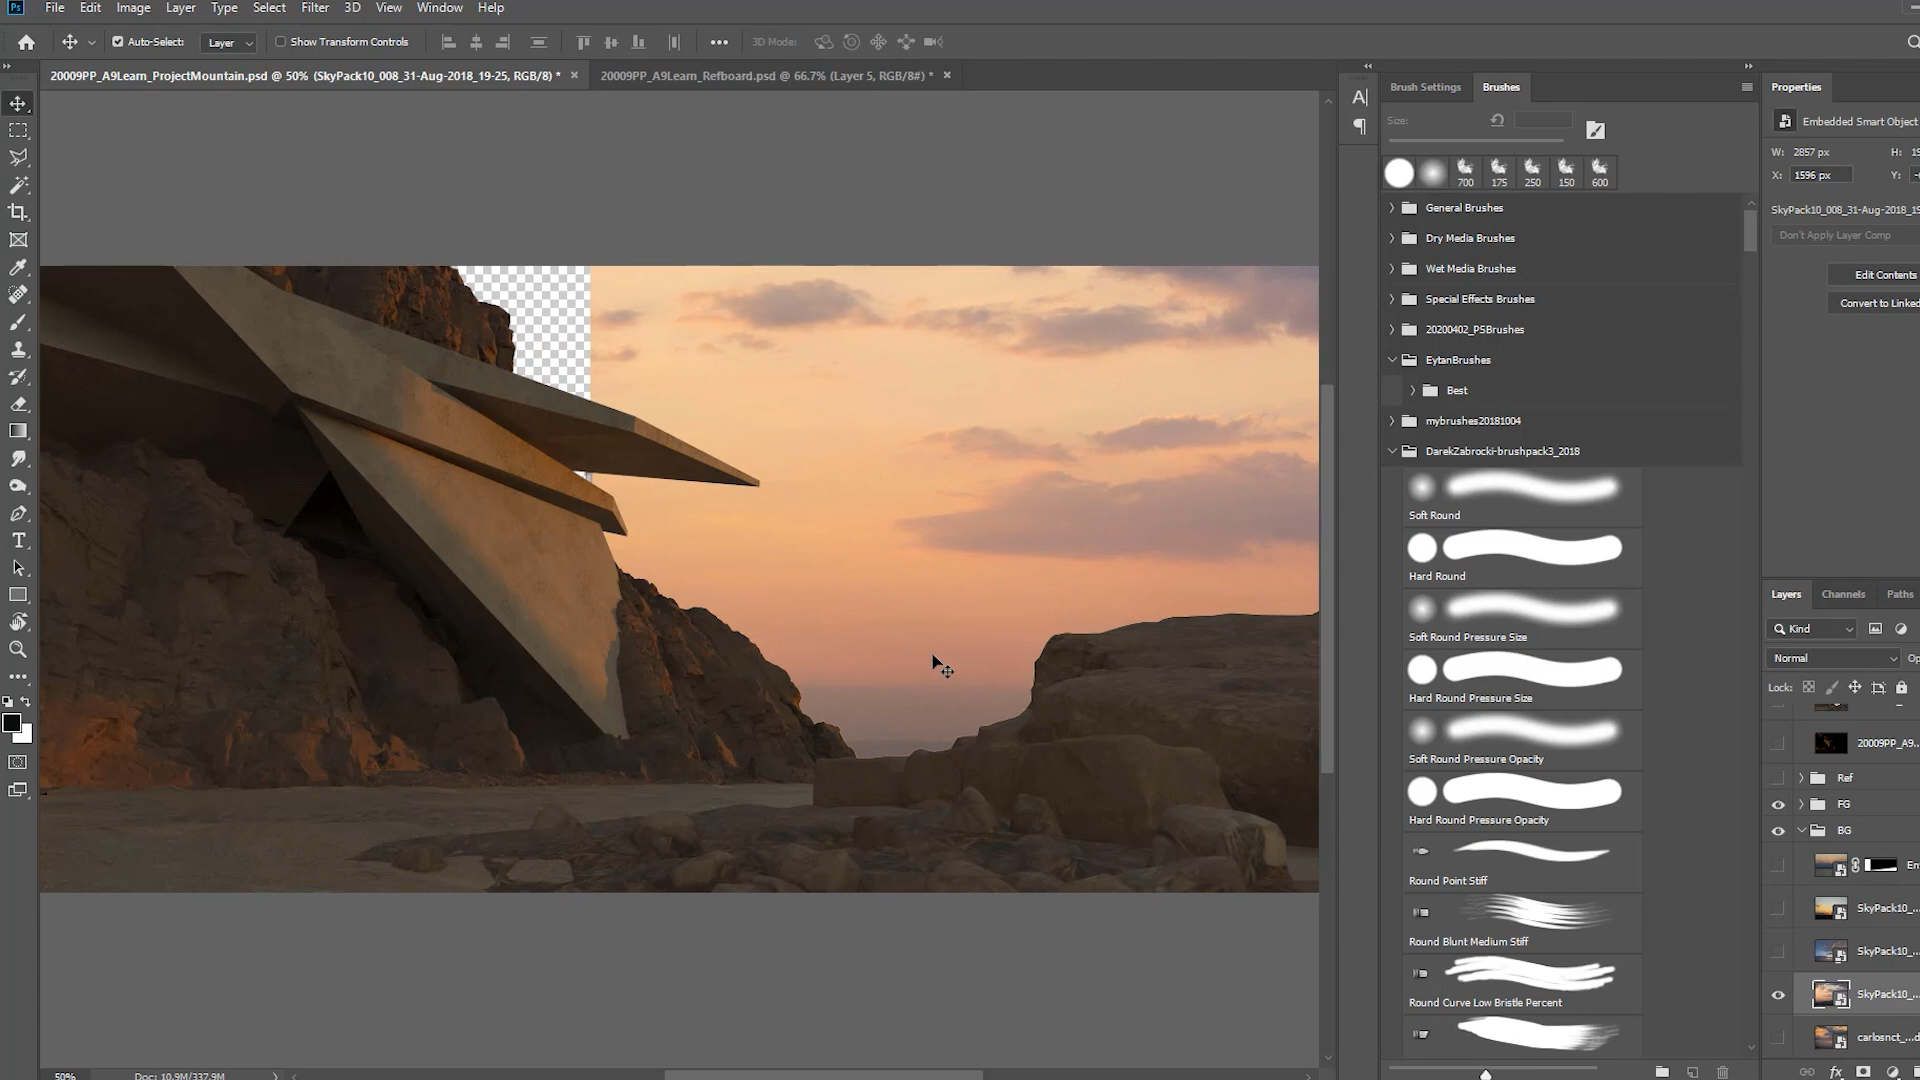 Ps File Edit Image Layer Type Select Filter 3D View Window Help
Auto-Select: Layer Show Transform Controls ••• 3D Mode:
20009PP_A9Learn_ProjectMountain.psd @ 50% (SkyPack10_008_31-Aug-2018_19-25, RGB/8) * × 20009PP_A9Learn_Refboard.psd @ 66.7% (Layer 5, RGB/8#) * ×
Brush Settings Brushes
Size:
700 175 250 150 600
General Brushes
Dry Media Brushes
Wet Media Brushes
Special Effects Brushes
20200402_PSBrushes
EytanBrushes
Best
mybrushes20181004
DarekZabrocki-brushpack3_2018
Soft Round
Hard Round
Soft Round Pressure Size
Hard Round Pressure Size
Soft Round Pressure Opacity
Hard Round Pressure Opacity
Round Point Stiff
Round Blunt Medium Stiff
Round Curve Low Bristle Percent
Properties
Embedded Smart Object
W: 2857 px H: 15
X: 1596 px Y: -
SkyPack10_008_31-Aug-2018_19
Don't Apply Layer Comp
Edit Contents
Convert to Linked
Layers Channels Paths
Kind
Normal Op
Lock:
20009PP_A9...
Ref
FG
BG
En
SkyPack10_...
SkyPack10_...
SkyPack10_...
carlosnct_...d
50% Doc: 10.9M/337.9M